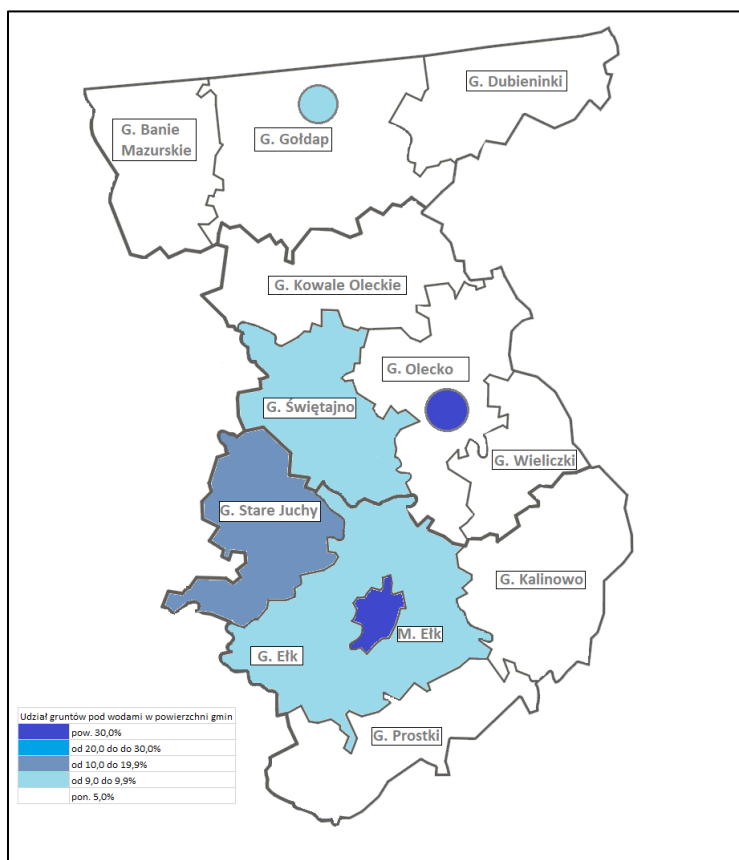 G. Dubieninki
G. Banie
Mazurskie
G. Gołdap
G. Kowale Oleckie
G. Olecko
G. Świętajno
G. Wieliczki
G. Stare Juchy
G. Kalinowo
M. Ełk
G. Ełk
G. Prostki
Udział gruntów pod wodami w powierzchni gmin
pow. 30,0%
od 20,0 do do 30,0%
od 10,0 do 19,9%
od 9,0 do 9,9%
pon. 5,0%